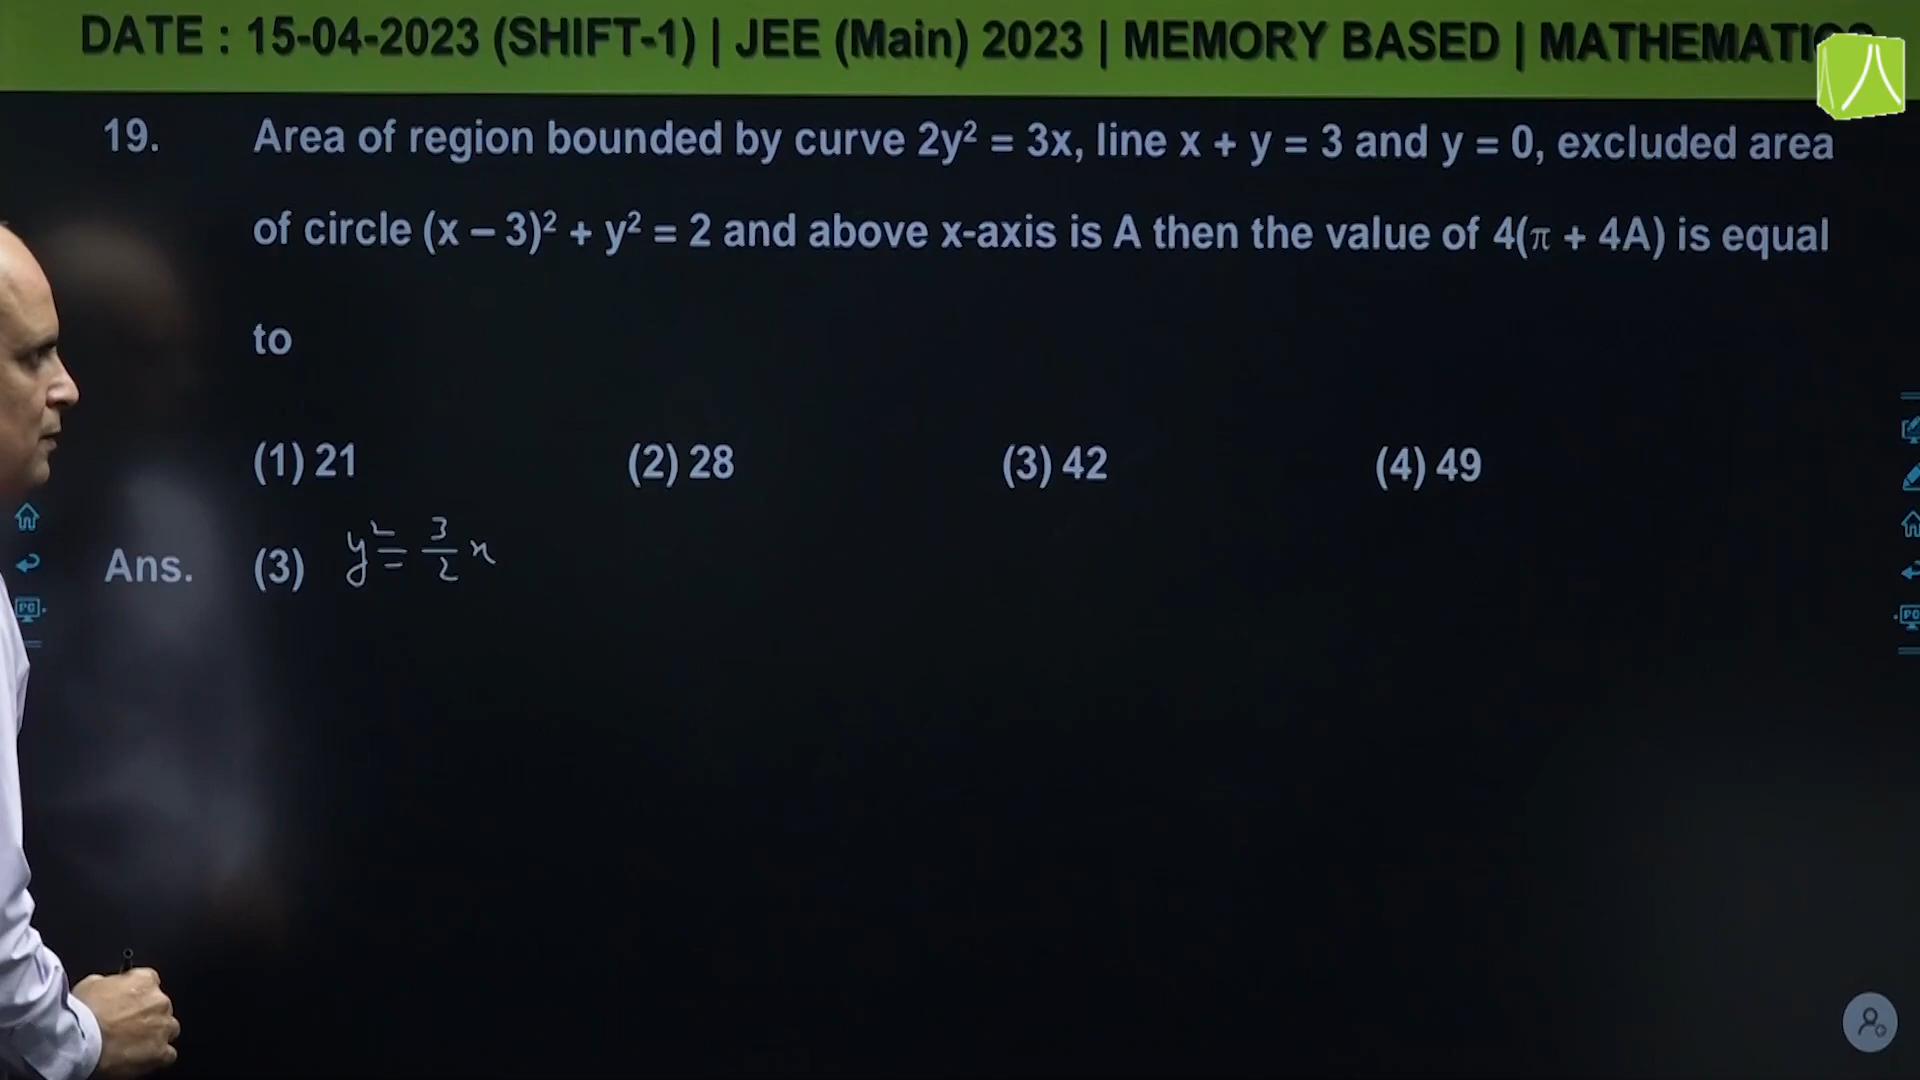 DATE : 15-04-2023 (SHIFT-1) | JEE (Main) 2023 | MEMORY BASED | MATHEMATICS
19. Area of region bounded by curve 2y² = 3x, line x + y = 3 and y = 0, excluded area
of circle (x – 3)² + y² = 2 and above x-axis is A then the value of 4(π + 4A) is equal
to
(1) 21 (2) 28 (3) 42 (4) 49
Ans. (3) y² = 3/2 x
PC
PC